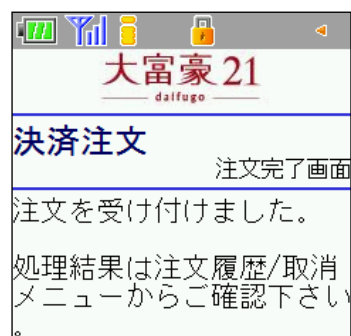 大富豪21
daifugo
決済注文
注文完了画面
注文を受け付けました。
処理結果は注文履歴/取消
メニューからご確認下さい
。